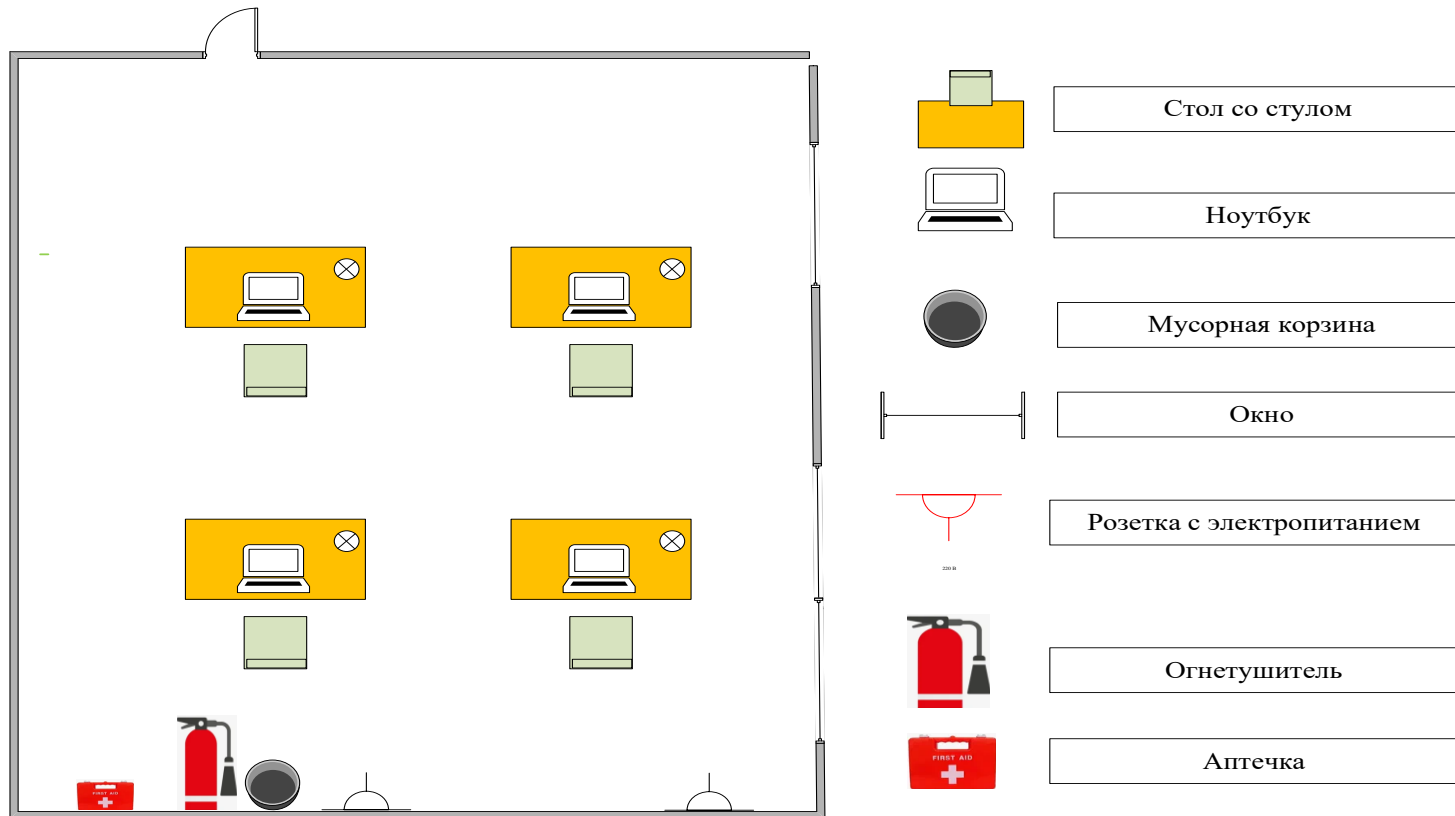 Стол со стулом
Ноутбук
Мусорная корзина
Окно
Розетка с электропитанием
220 В
Огнетушитель
FIRST AID
Аптечка
FIRST AID